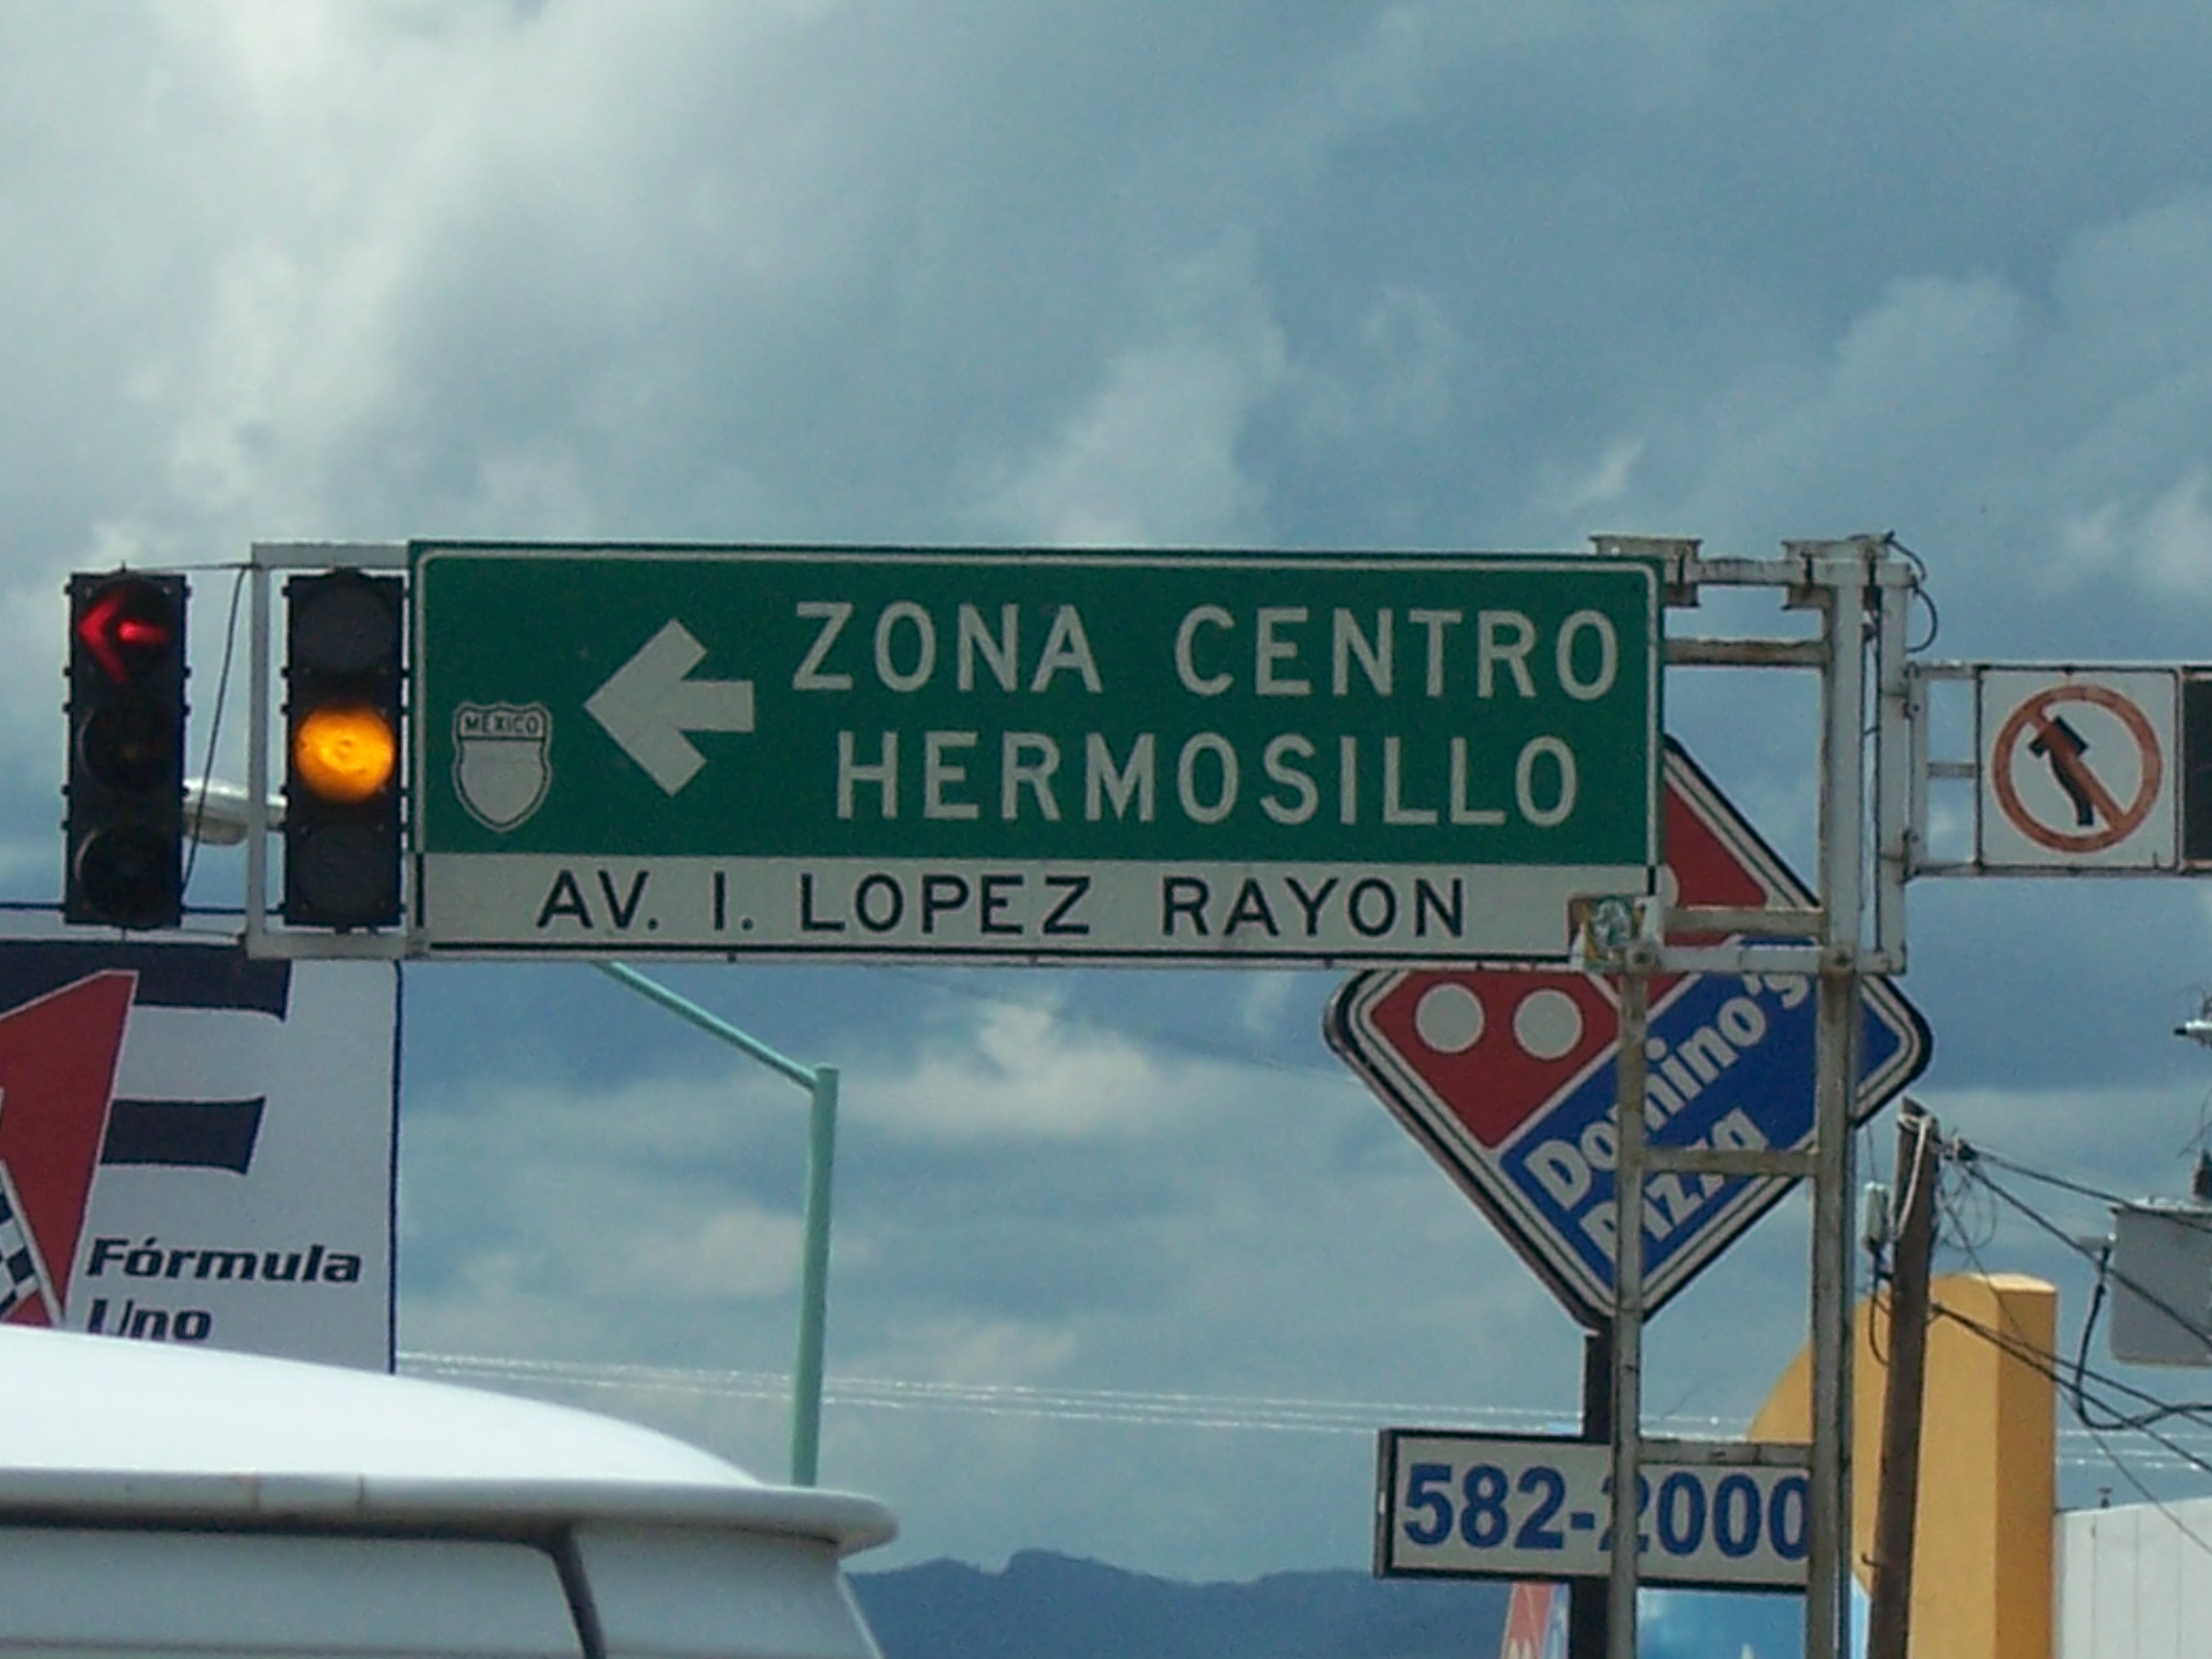 MEXICO
ZONA CENTRO
HERMOSILLO
AV. I. LOPEZ RAYON
Domino's
Pizza
Fórmula
Uno
582-2000